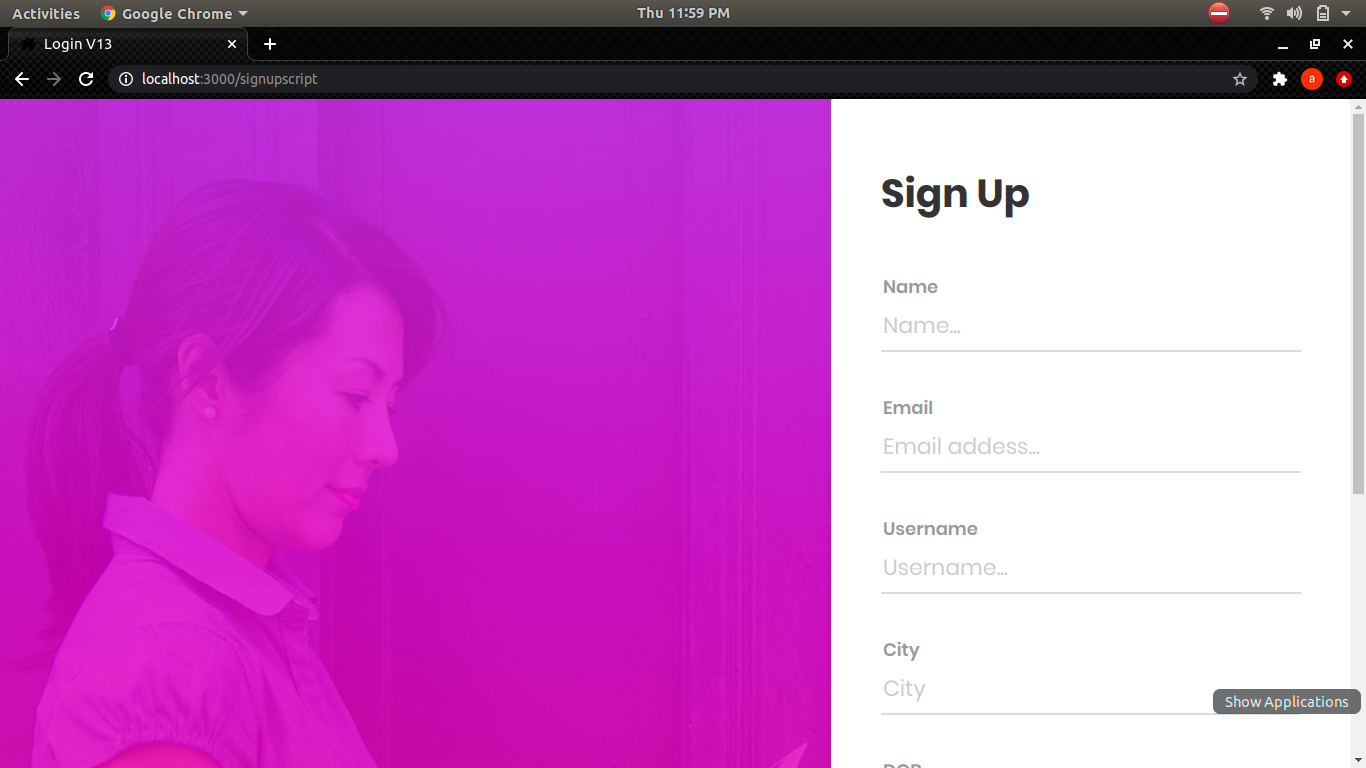 Activities Google Chrome Thu 11:59 PM
Login V13
localhost:3000/signupscript a
Sign Up
Name
Name...
Email
Email addess...
Username
Username...
City
City
Show Applications
DOB